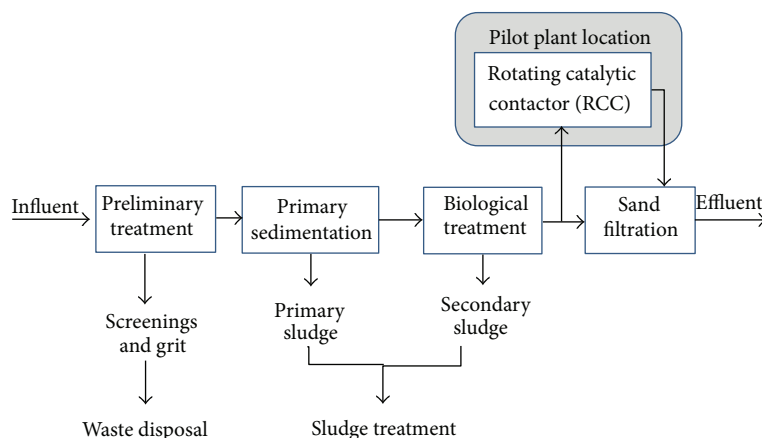 Pilot plant location
Rotating catalytic
contactor (RCC)
Influent
Preliminary
treatment
Primary
sedimentation
Biological
treatment
Sand
filtration
Effluent
Screenings
and grit
Primary
sludge
Secondary
sludge
Waste disposal
Sludge treatment